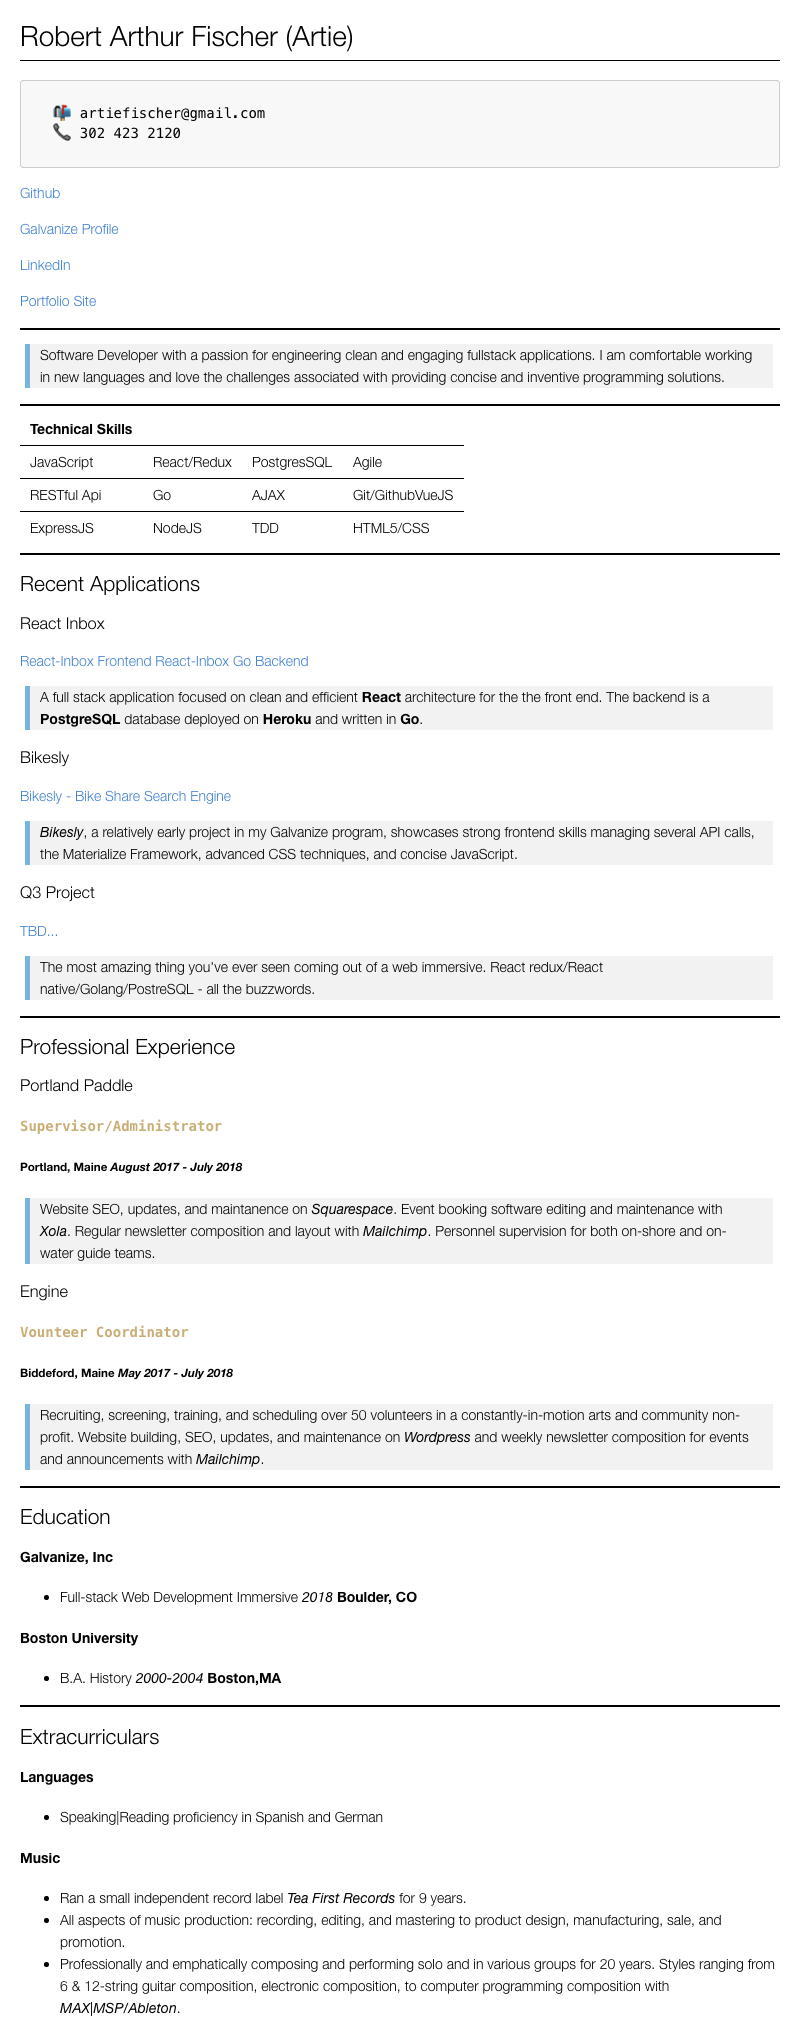 Robert Arthur Fischer (Artie)
artiefischer@gmail.com
302 423 2120
Github
Galvanize Profile
LinkedIn
Portfolio Site
Software Developer with a passion for engineering clean and engaging fullstack applications. I am comfortable working
in new languages and love the challenges associated with providing concise and inventive programming solutions.
Technical Skills
JavaScript React/Redux PostgresSQL Agile
RESTful Api Go AJAX Git/GithubVueJS
ExpressJS NodeJS TDD HTML5/CSS
Recent Applications
React Inbox
React-Inbox Frontend React-Inbox Go Backend
A full stack application focused on clean and efficient React architecture for the the front end. The backend is a
PostgreSQL database deployed on Heroku and written in Go.
Bikesly
Bikesly - Bike Share Search Engine
Bikesly, a relatively early project in my Galvanize program, showcases strong frontend skills managing several API calls,
the Materialize Framework, advanced CSS techniques, and concise JavaScript.
Q3 Project
TBD...
The most amazing thing you've ever seen coming out of a web immersive. React redux/React
native/Golang/PostreSQL - all the buzzwords.
Professional Experience
Portland Paddle
Supervisor/Administrator
Portland, Maine August 2017 - July 2018
Website SEO, updates, and maintanence on Squarespace. Event booking software editing and maintenance with
Xola. Regular newsletter composition and layout with Mailchimp. Personnel supervision for both on-shore and on-
water guide teams.
Engine
Vounteer Coordinator
Biddeford, Maine May 2017 - July 2018
Recruiting, screening, training, and scheduling over 50 volunteers in a constantly-in-motion arts and community non-
profit. Website building, SEO, updates, and maintenance on Wordpress and weekly newsletter composition for events
and announcements with Mailchimp.
Education
Galvanize, Inc
• Full-stack Web Development Immersive 2018 Boulder, CO
Boston University
• B.A. History 2000-2004 Boston,MA
Extracurriculars
Languages
• Speaking|Reading proficiency in Spanish and German
Music
• Ran a small independent record label Tea First Records for 9 years.
• All aspects of music production: recording, editing, and mastering to product design, manufacturing, sale, and
promotion.
• Professionally and emphatically composing and performing solo and in various groups for 20 years. Styles ranging from
6 & 12-string guitar composition, electronic composition, to computer programming composition with
MAX|MSP/Ableton.